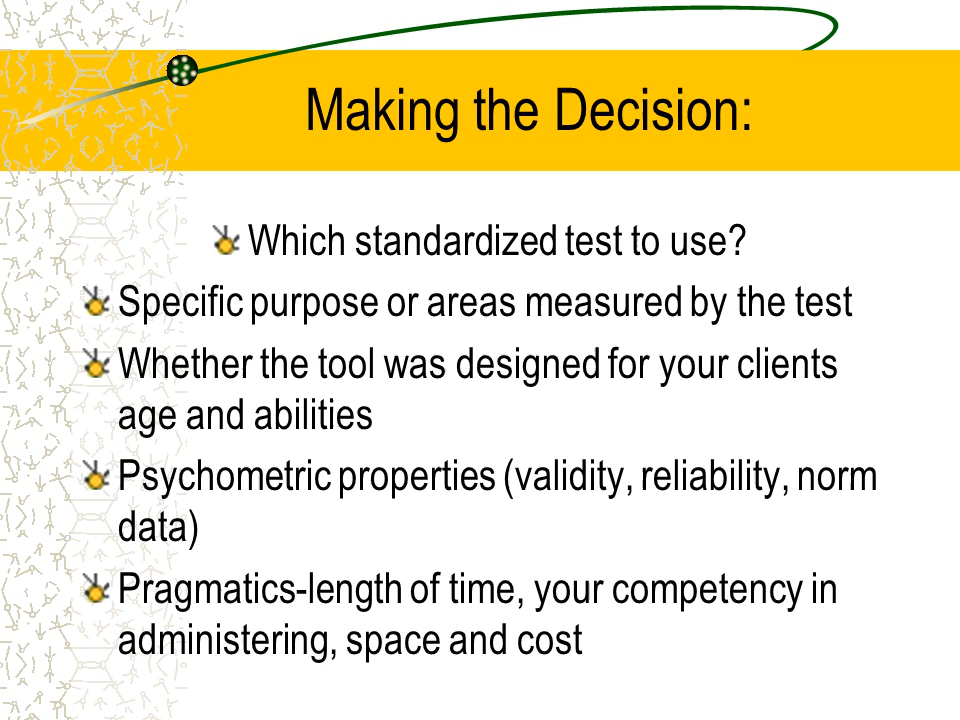 Making the Decision:
Which standardized test to use?
Specific purpose or areas measured by the test
Whether the tool was designed for your clients
age and abilities
Psychometric properties (validity, reliability, norm
data)
Pragmatics-length of time, your competency in
administering, space and cost